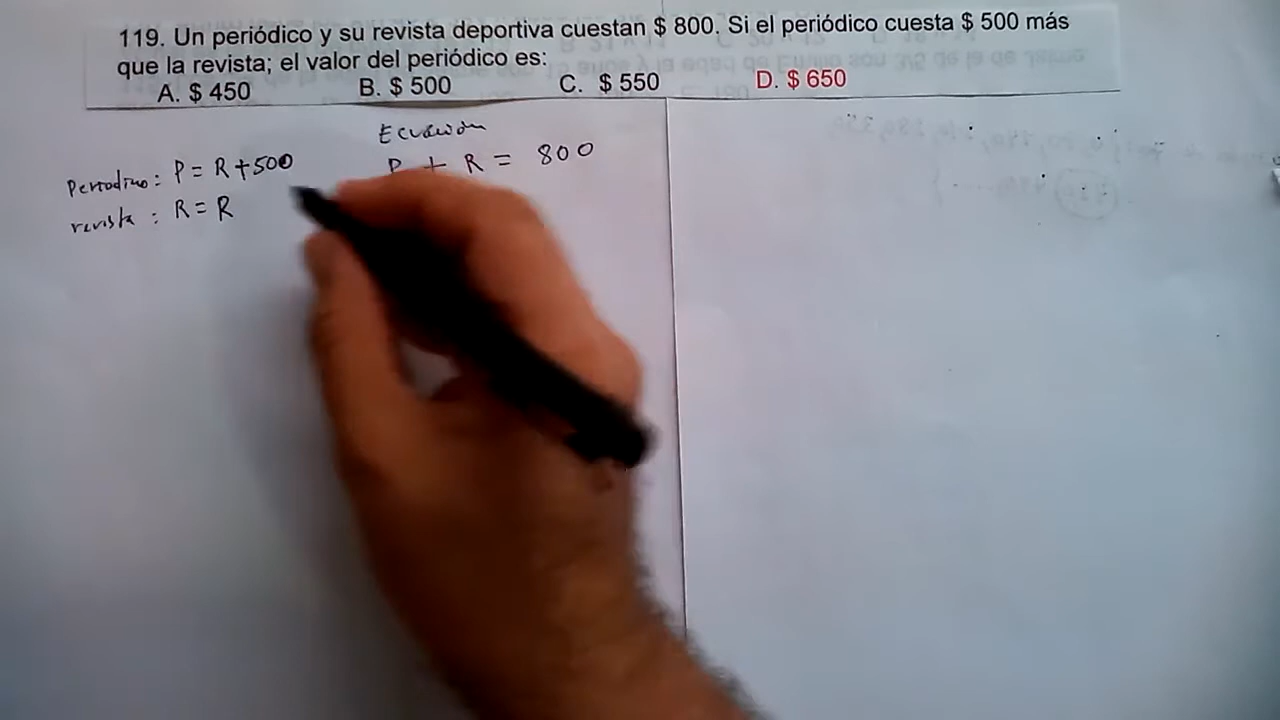 119. Un periódico y su revista deportiva cuestan $ 800. Si el periódico cuesta $ 500 más
que la revista; el valor del periódico es:
A. $ 450 B. $ 500 C. $ 550 D. $ 650
Ecuación
Periodico: P = R+500 P + R = 800
revista : R = R